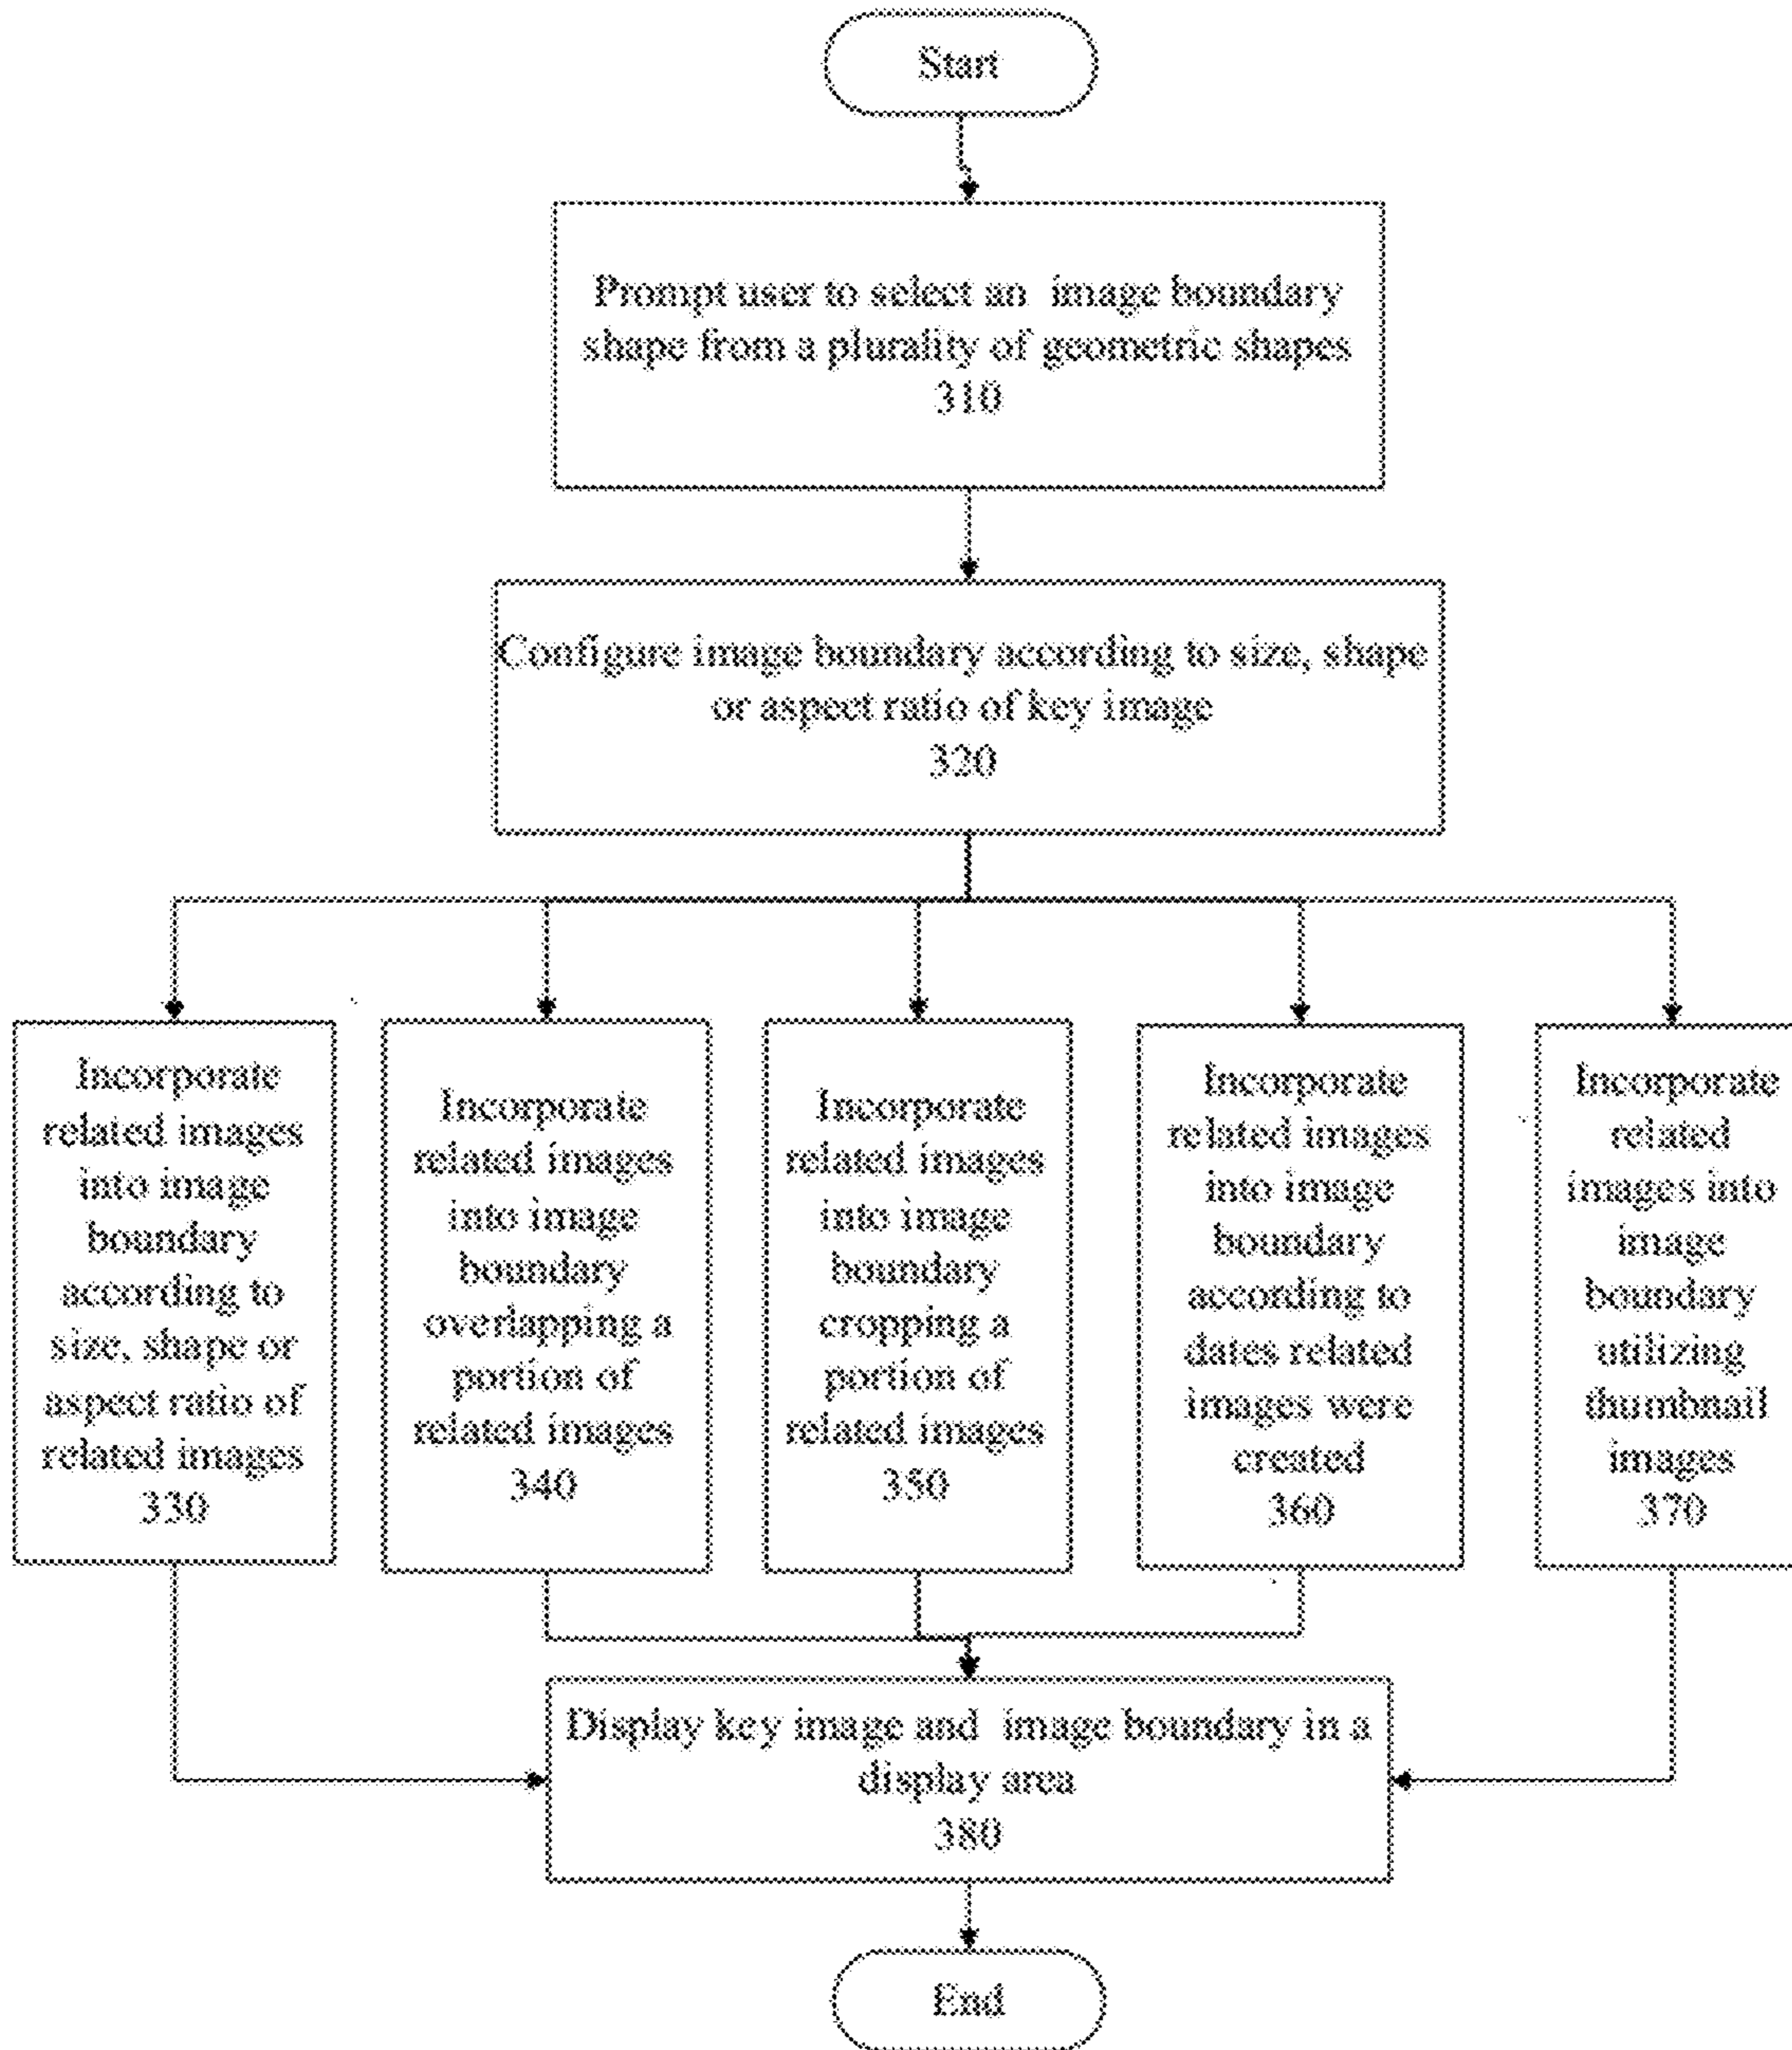 Start
Prompt user to select an image boundary
shape from a plurality of geometric shapes
310
Configure image boundary according to size, shape
or aspect ratio of key image
320
Incorporate
related images
into image
boundary
according to
size, shape or
aspect ratio of
related images
330
Incorporate
related images
into image
boundary
overlapping a
portion of
related images
340
Incorporate
related images
into image
boundary
cropping a
portion of
related images
350
Incorporate
related images
into image
boundary
according to
dates related
images were
created
360
Incorporate
related
images into
image
boundary
utilizing
thumbnail
images
370
Display key image and image boundary in a
display area
380
End